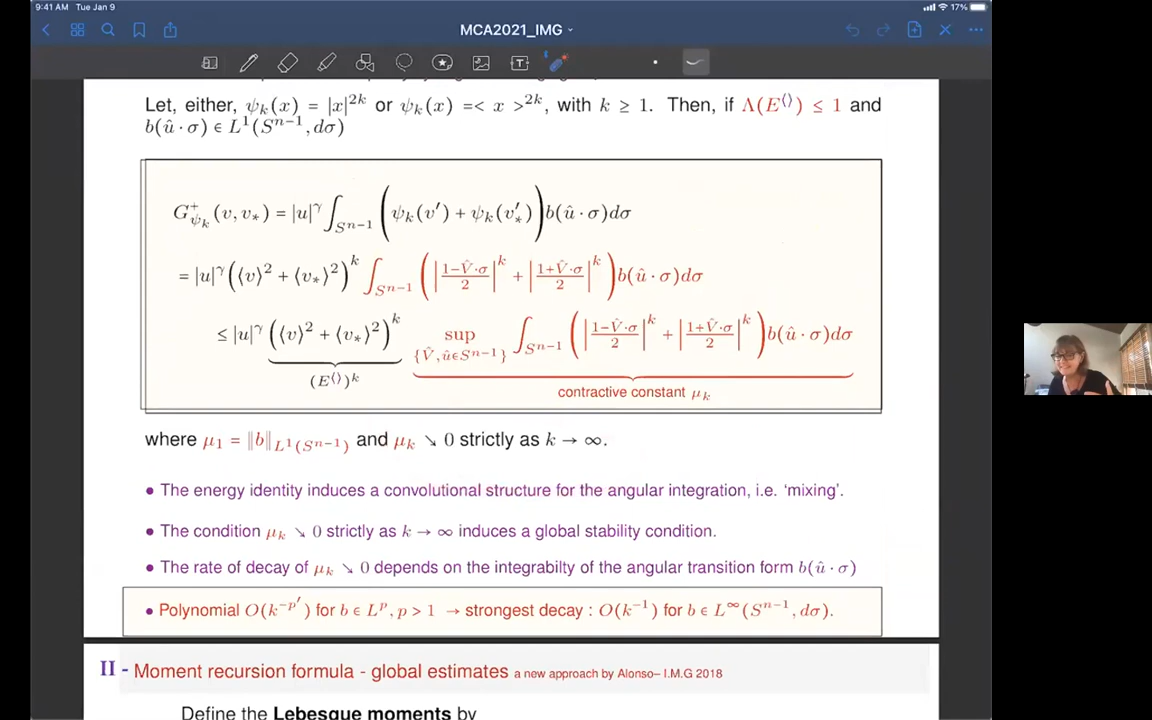 9:41 AM Tue Jan 9
17%
MCA2021_IMG
Let, either, ψ_k(x) = |x|^{2k} or ψ_k(x) =< x >^{2k}, with k ≥ 1. Then, if Λ(E^{⟨⟩}) ≤ 1 and
b(û · σ) ∈ L^1(S^{n−1}, dσ)
G^+_{ψ_k}(v, v_*) = |u|^γ ∫_{S^{n−1}} (ψ_k(v′) + ψ_k(v′_*)) b(û · σ)dσ
= |u|^γ (⟨v⟩^2 + ⟨v_*⟩^2)^k ∫_{S^{n−1}} (|\frac{1−V̂·σ}{2}|^k + |\frac{1+V̂·σ}{2}|^k) b(û · σ)dσ
≤ |u|^γ (⟨v⟩^2 + ⟨v_*⟩^2)^k sup_{{V̂,û∈S^{n−1}}} ∫_{S^{n−1}} (|\frac{1−V̂·σ}{2}|^k + |\frac{1+V̂·σ}{2}|^k) b(û · σ)dσ
(E^{⟨⟩})^k
contractive constant μ_k
where μ_1 = ‖b‖_{L^1(S^{n−1})} and μ_k ↘ 0 strictly as k → ∞.
• The energy identity induces a convolutional structure for the angular integration, i.e. ‘mixing’.
• The condition μ_k ↘ 0 strictly as k → ∞ induces a global stability condition.
• The rate of decay of μ_k ↘ 0 depends on the integrabilty of the angular transition form b(û · σ)
• Polynomial O(k^{−p′}) for b ∈ L^p, p > 1 → strongest decay : O(k^{−1}) for b ∈ L^∞(S^{n−1}, dσ).
II - Moment recursion formula - global estimates a new approach by Alonso– I.M.G 2018
Define the Lebesgue moments by